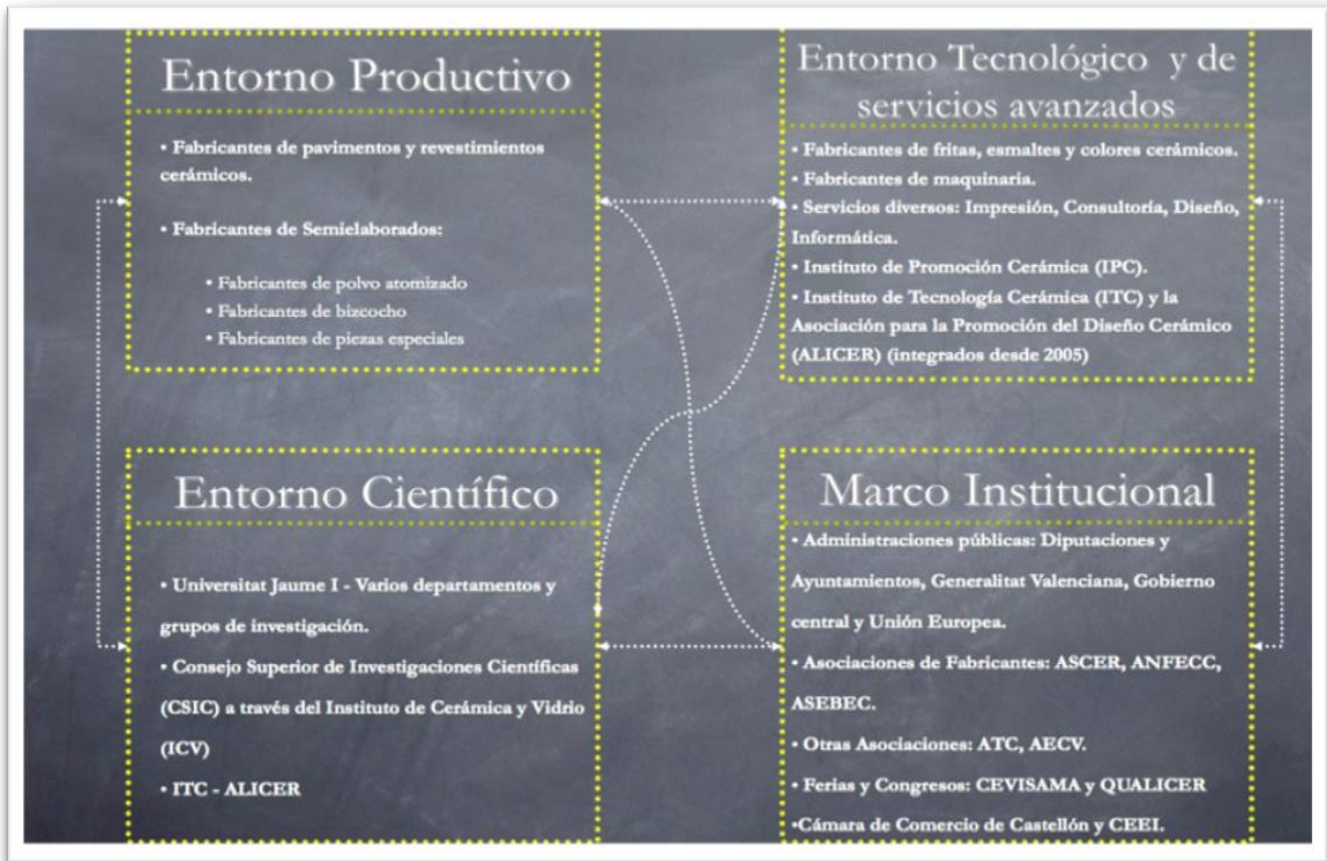 Entorno Productivo
• Fabricantes de pavimentos y revestimientos
cerámicos.
• Fabricantes de Semielaborados:
• Fabricantes de polvo atomizado
• Fabricantes de bizcocho
• Fabricantes de piezas especiales
Entorno Tecnológico y de
servicios avanzados
• Fabricantes de fritas, esmaltes y colores cerámicos.
• Fabricantes de maquinaria.
• Servicios diversos: Impresión, Consultoría, Diseño,
Informática.
• Instituto de Promoción Cerámica (IPC).
• Instituto de Tecnología Cerámica (ITC) y la
Asociación para la Promoción del Diseño Cerámico
(ALICER) (integrados desde 2005)
Entorno Científico
• Universitat Jaume I - Varios departamentos y
grupos de investigación.
• Consejo Superior de Investigaciones Científicas
(CSIC) a través del Instituto de Cerámica y Vidrio
(ICV)
• ITC - ALICER
Marco Institucional
• Administraciones públicas: Diputaciones y
Ayuntamientos, Generalitat Valenciana, Gobierno
central y Unión Europea.
• Asociaciones de Fabricantes: ASCER, ANFECC,
ASEBEC.
• Otras Asociaciones: ATC, AECV.
• Ferias y Congresos: CEVISAMA y QUALICER
•Cámara de Comercio de Castellón y CEEI.